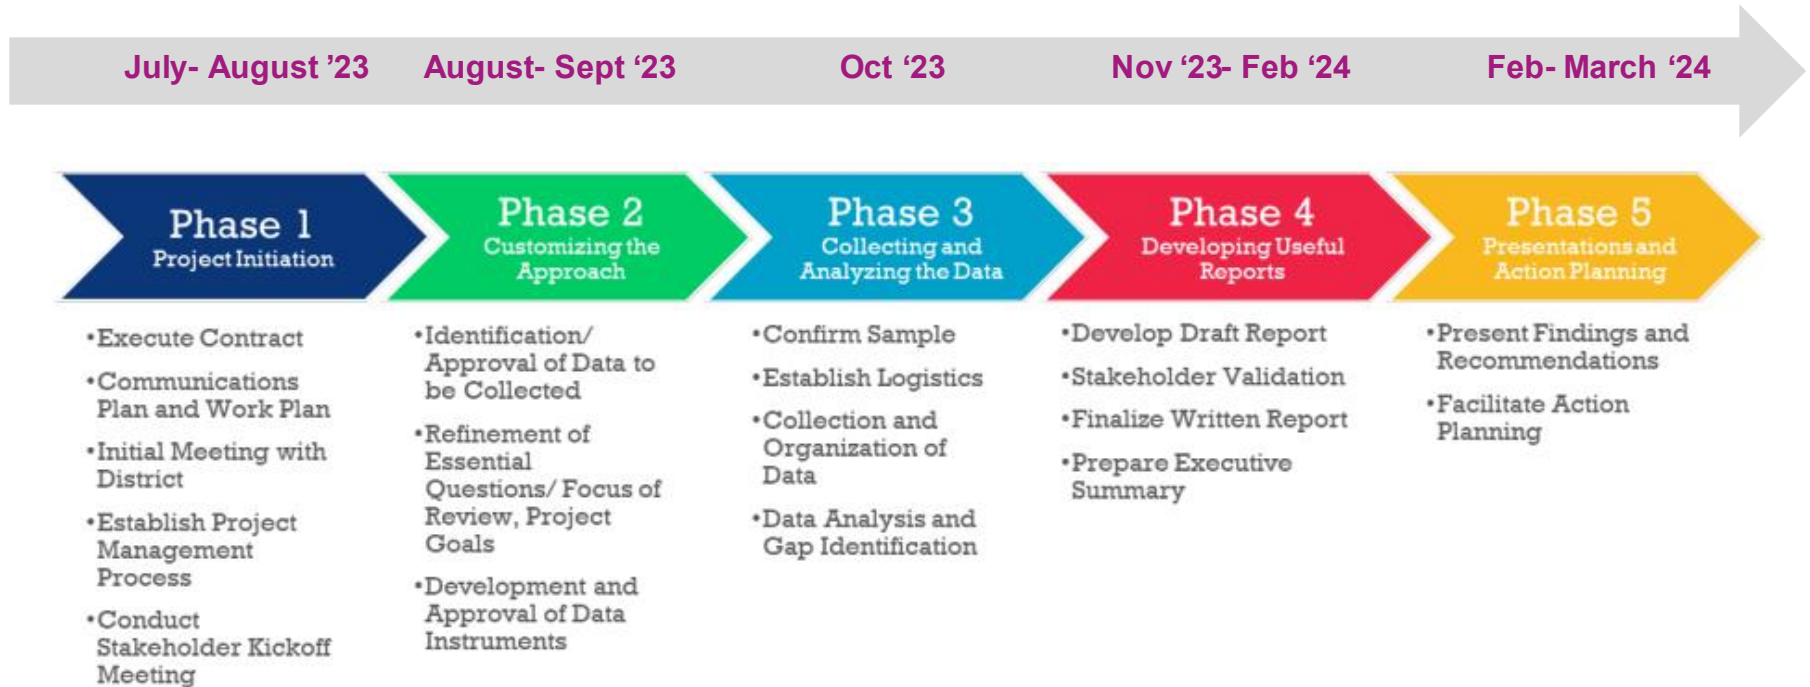 July- August ’23
August- Sept ‘23
Oct ‘23
Nov ‘23- Feb ‘24
Feb- March ‘24
Phase 1
Project Initiation
•Execute Contract
•Communications
Plan and Work Plan
•Initial Meeting with
District
•Establish Project
Management
Process
•Conduct
Stakeholder Kickoff
Meeting
Phase 2
Customizing the
Approach
•Identification/
Approval of Data to
be Collected
•Refinement of
Essential
Questions/ Focus of
Review, Project
Goals
•Development and
Approval of Data
Instruments
Phase 3
Collecting and
Analyzing the Data
•Confirm Sample
•Establish Logistics
•Collection and
Organization of
Data
•Data Analysis and
Gap Identification
Phase 4
Developing Useful
Reports
•Develop Draft Report
•Stakeholder Validation
•Finalize Written Report
•Prepare Executive
Summary
Phase 5
Presentations and
Action Planning
•Present Findings and
Recommendations
•Facilitate Action
Planning